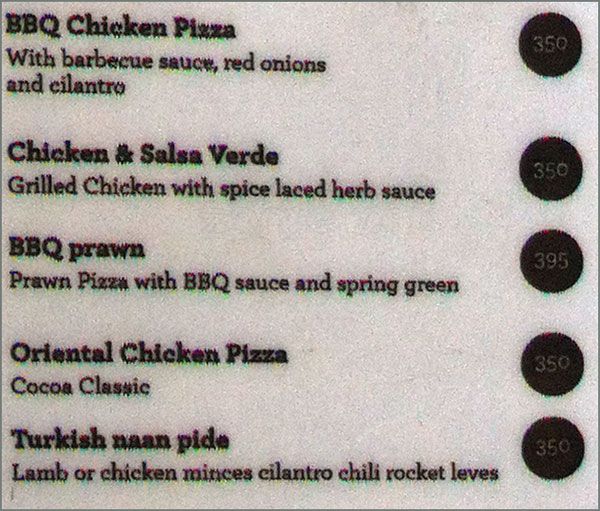 BBQ Chicken Pizza 350
With barbecue sauce, red onions
and cilantro
Chicken & Salsa Verde 350
Grilled Chicken with spice laced herb sauce
BBQ prawn 395
Prawn Pizza with BBQ sauce and spring green
Oriental Chicken Pizza 350
Cocoa Classic
Turkish naan pide 350
Lamb or chicken minces cilantro chili rocket leves